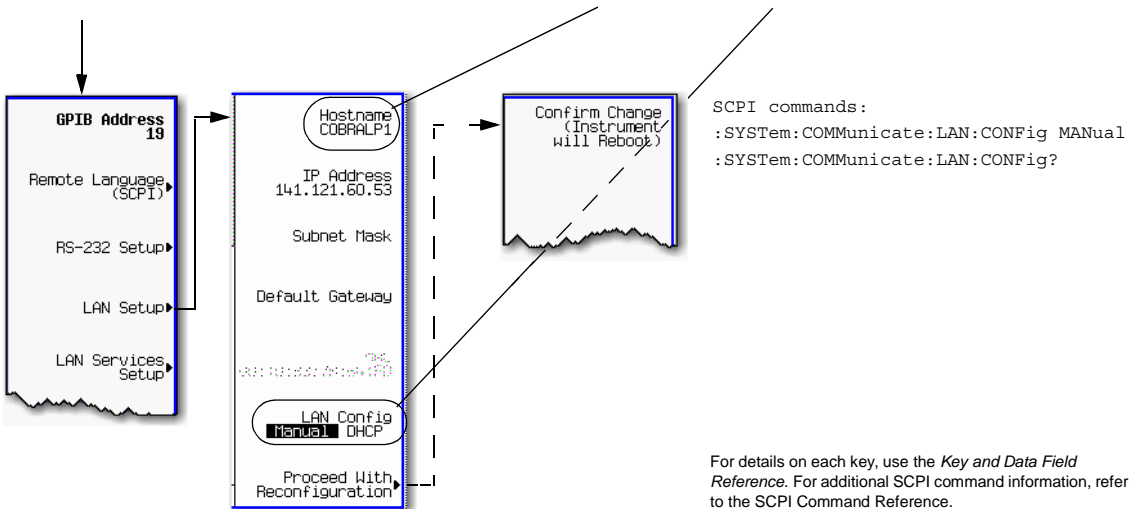 GPIB Address
19
Remote Language
(SCPI)
RS-232 Setup
LAN Setup
LAN Services
Setup
Hostname
COBRALP1
IP Address
141.121.60.53
Subnet Mask
Default Gateway
LAN Config
Manual DHCP
Proceed With
Reconfiguration
Confirm Change
(Instrument
will Reboot)
SCPI commands:
:SYSTem:COMMunicate:LAN:CONFig MANual
:SYSTem:COMMunicate:LAN:CONFig?
For details on each key, use the Key and Data Field
Reference. For additional SCPI command information, refer
to the SCPI Command Reference.